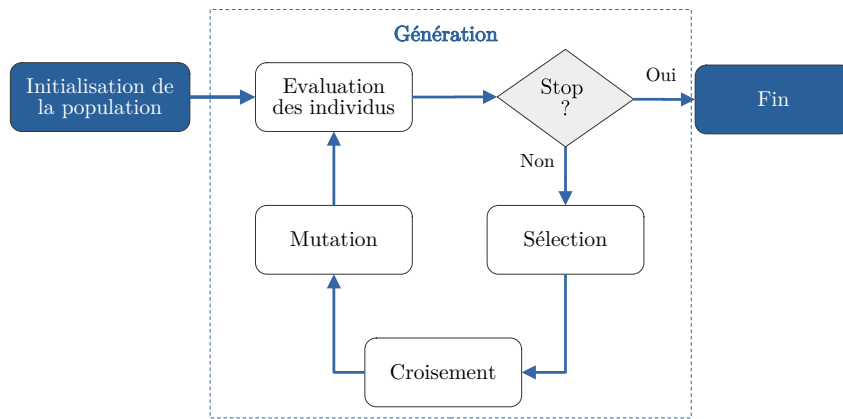 Génération
Initialisation de
la population
Evaluation
des individus
Stop
?
Oui
Fin
Non
Mutation
Sélection
Croisement